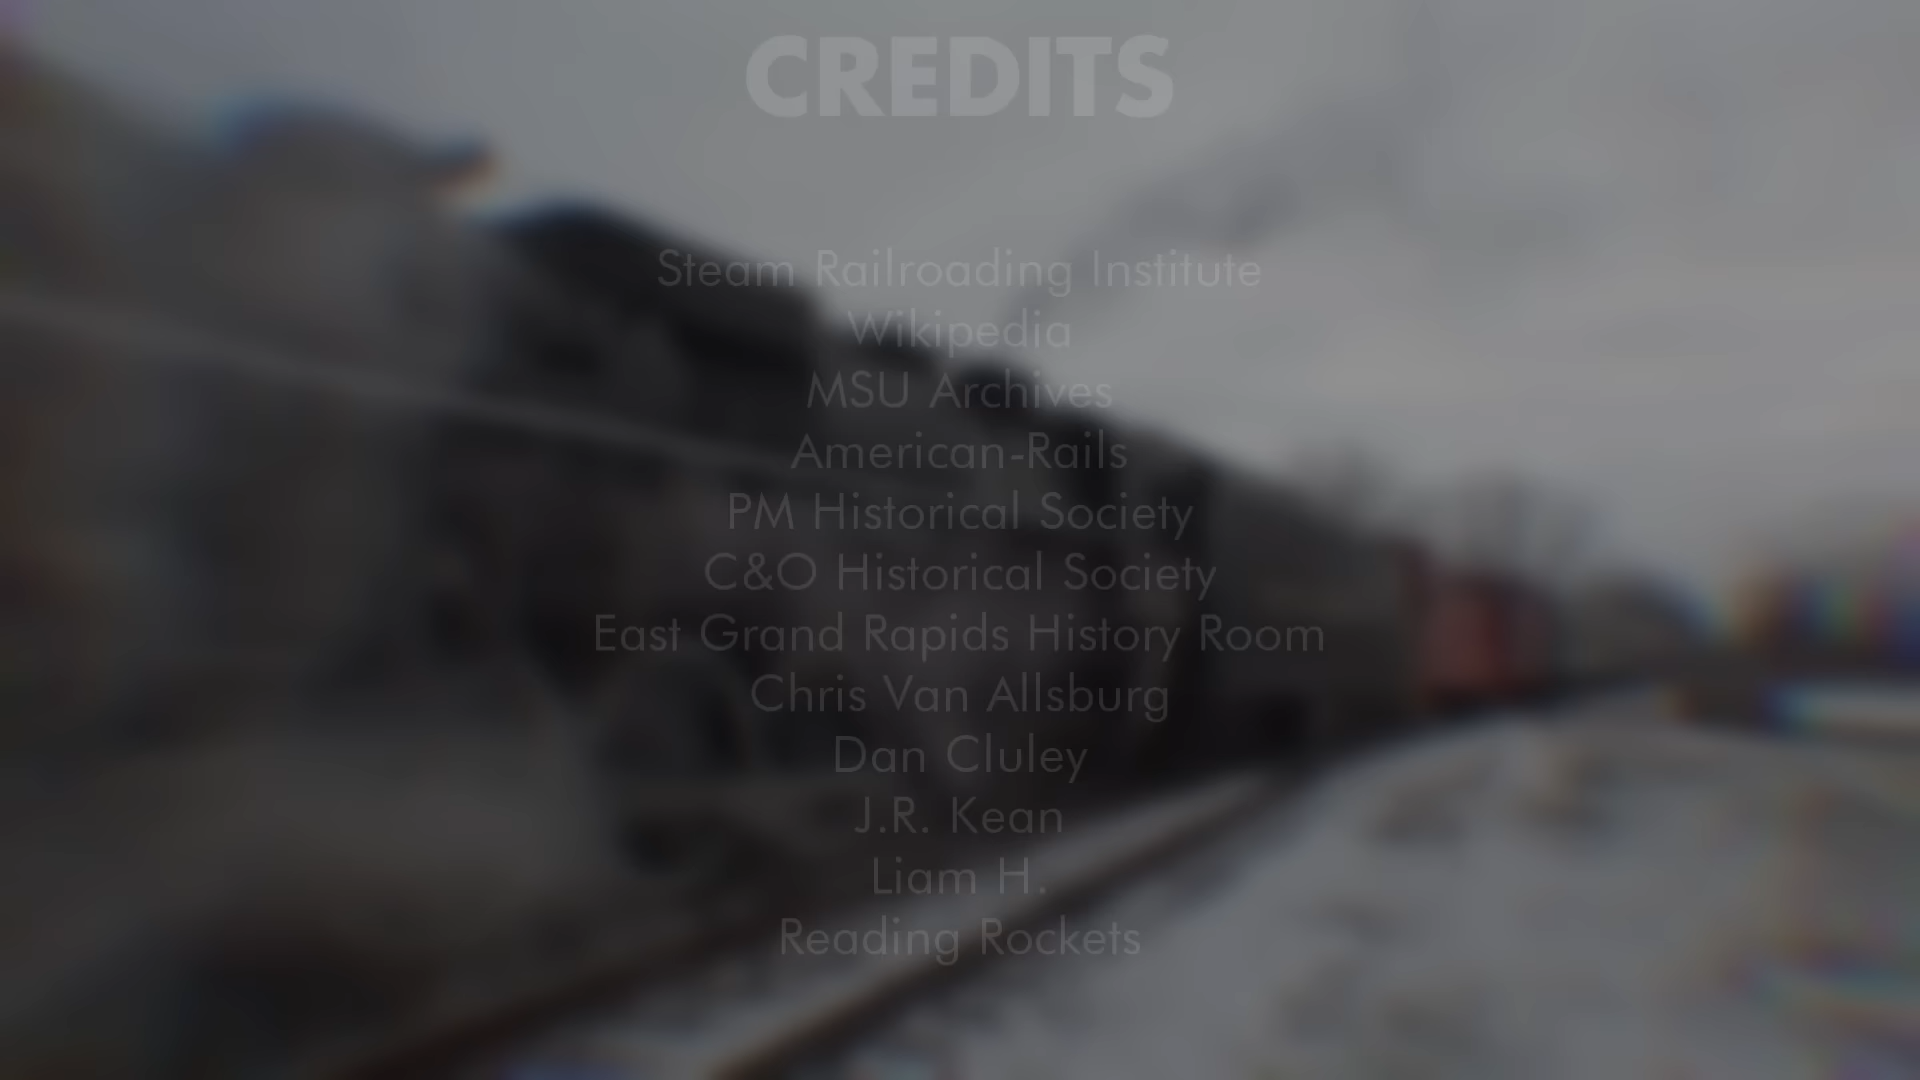 CREDITS
Steam Railroading Institute
Wikipedia
MSU Archives
American-Rails
PM Historical Society
C&O Historical Society
East Grand Rapids History Room
Chris Van Allsburg
Dan Cluley
J.R. Kean
Liam H.
Reading Rockets